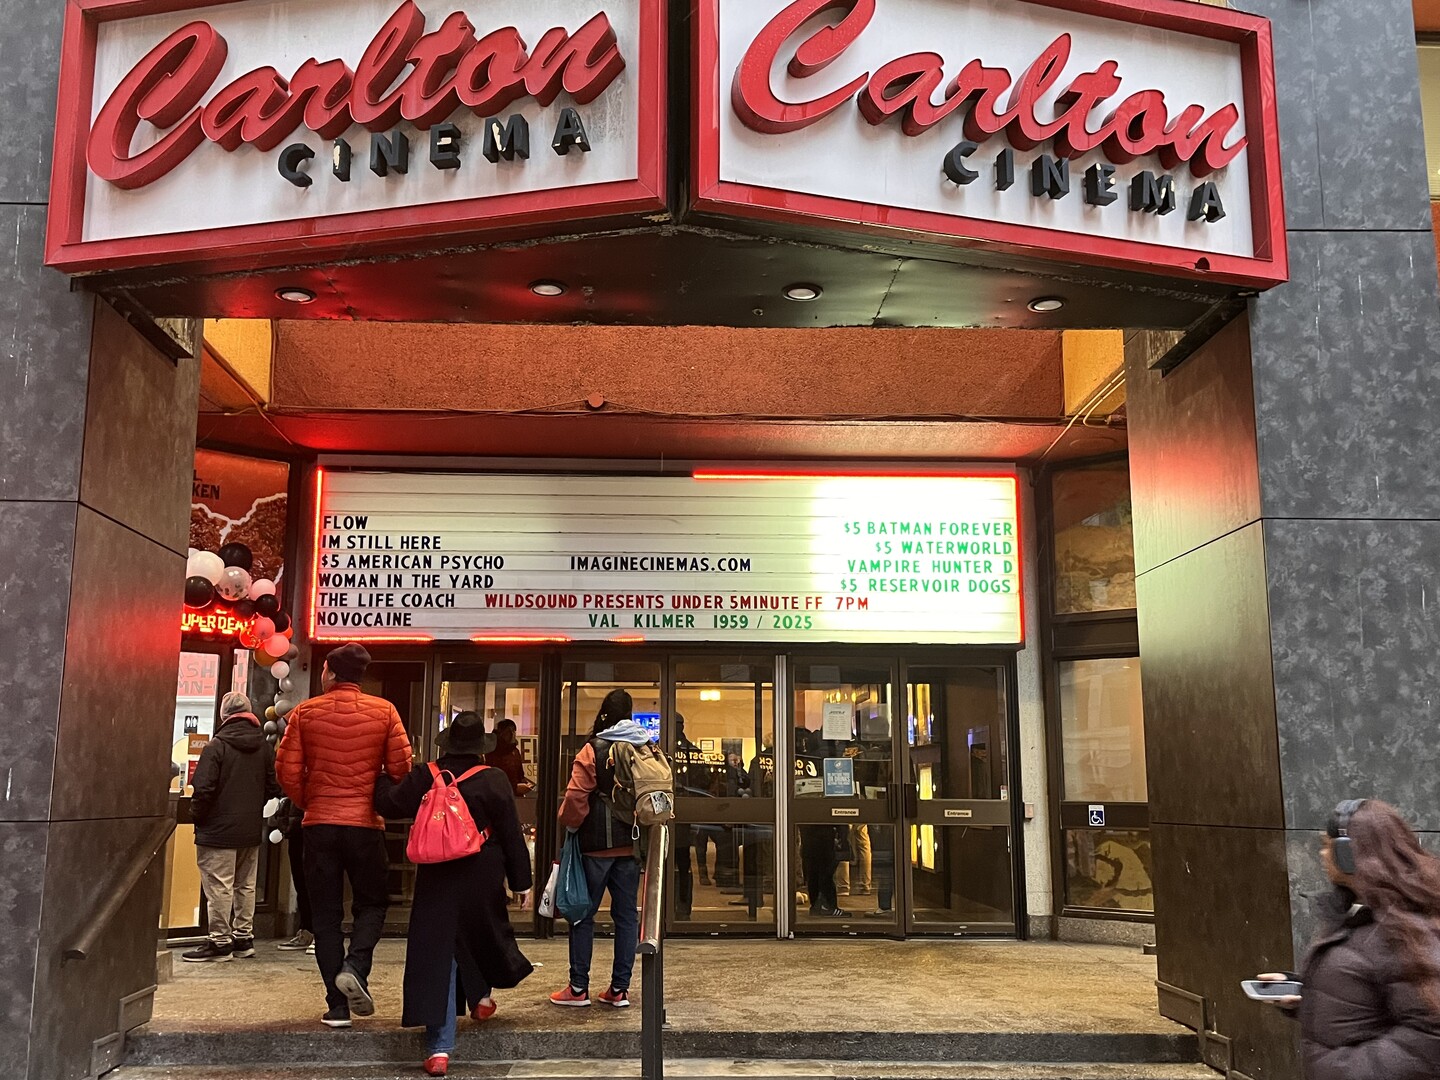 Carlton
CINEMA
Carlton
CINEMA
FLOW
IM STILL HERE
$5 AMERICAN PSYCHO
WOMAN IN THE YARD
THE LIFE COACH
NOVOCAINE
IMAGINECINEMAS.COM
WILDSOUND PRESENTS UNDER 5MINUTE FF 7PM
VAL KILMER 1959 / 2025
$5 BATMAN FOREVER
$5 WATERWORLD
VAMPIRE HUNTER D
$5 RESERVOIR DOGS
Entrance
Entrance